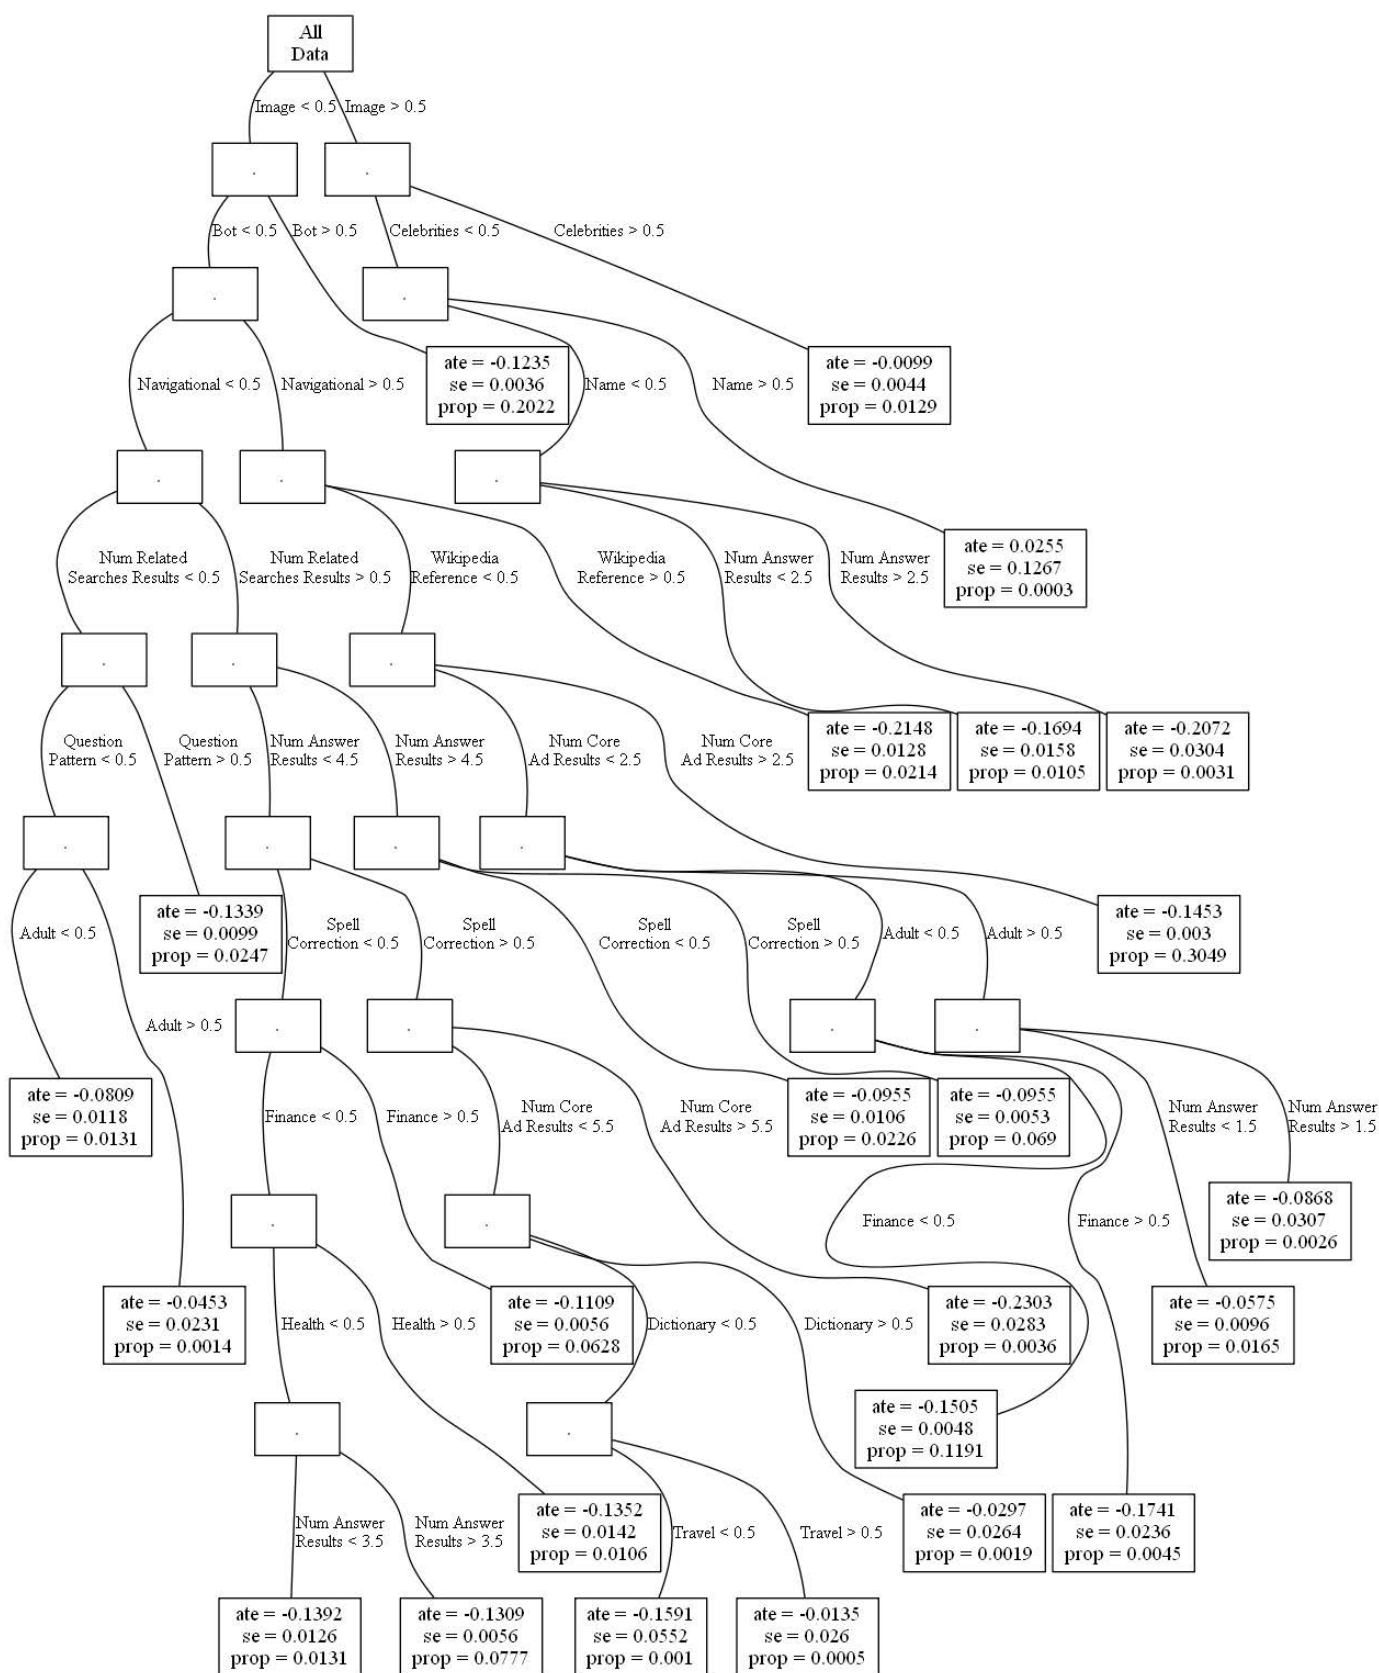 All
Data
Image < 0.5
Image > 0.5
.
.
Bot < 0.5
Bot > 0.5
Celebrities < 0.5
Celebrities > 0.5
.
.
Navigational < 0.5
Navigational > 0.5
ate = -0.1235
se = 0.0036
prop = 0.2022
Name < 0.5
Name > 0.5
ate = -0.0099
se = 0.0044
prop = 0.0129
.
.
.
Num Related
Searches Results < 0.5
Num Related
Searches Results > 0.5
Wikipedia
Reference < 0.5
Wikipedia
Reference > 0.5
Num Answer
Results < 2.5
Num Answer
Results > 2.5
ate = 0.0255
se = 0.1267
prop = 0.0003
.
.
.
Question
Pattern < 0.5
Question
Pattern > 0.5
Num Answer
Results < 4.5
Num Answer
Results > 4.5
Num Core
Ad Results < 2.5
Num Core
Ad Results > 2.5
ate = -0.2148
se = 0.0128
prop = 0.0214
ate = -0.1694
se = 0.0158
prop = 0.0105
ate = -0.2072
se = 0.0304
prop = 0.0031
.
.
.
.
Adult < 0.5
ate = -0.1339
se = 0.0099
prop = 0.0247
Spell
Correction < 0.5
Spell
Correction > 0.5
Spell
Correction < 0.5
Spell
Correction > 0.5
Adult < 0.5
Adult > 0.5
ate = -0.1453
se = 0.003
prop = 0.3049
Adult > 0.5
.
.
.
.
ate = -0.0809
se = 0.0118
prop = 0.0131
Finance < 0.5
Finance > 0.5
Num Core
Ad Results < 5.5
Num Core
Ad Results > 5.5
ate = -0.0955
se = 0.0106
prop = 0.0226
ate = -0.0955
se = 0.0053
prop = 0.069
Num Answer
Results < 1.5
Num Answer
Results > 1.5
.
.
Finance < 0.5
Finance > 0.5
ate = -0.0868
se = 0.0307
prop = 0.0026
ate = -0.0453
se = 0.0231
prop = 0.0014
Health < 0.5
Health > 0.5
ate = -0.1109
se = 0.0056
prop = 0.0628
Dictionary < 0.5
Dictionary > 0.5
ate = -0.2303
se = 0.0283
prop = 0.0036
ate = -0.0575
se = 0.0096
prop = 0.0165
.
.
ate = -0.1505
se = 0.0048
prop = 0.1191
Num Answer
Results < 3.5
Num Answer
Results > 3.5
ate = -0.1352
se = 0.0142
prop = 0.0106
Travel < 0.5
Travel > 0.5
ate = -0.0297
se = 0.0264
prop = 0.0019
ate = -0.1741
se = 0.0236
prop = 0.0045
ate = -0.1392
se = 0.0126
prop = 0.0131
ate = -0.1309
se = 0.0056
prop = 0.0777
ate = -0.1591
se = 0.0552
prop = 0.001
ate = -0.0135
se = 0.026
prop = 0.0005